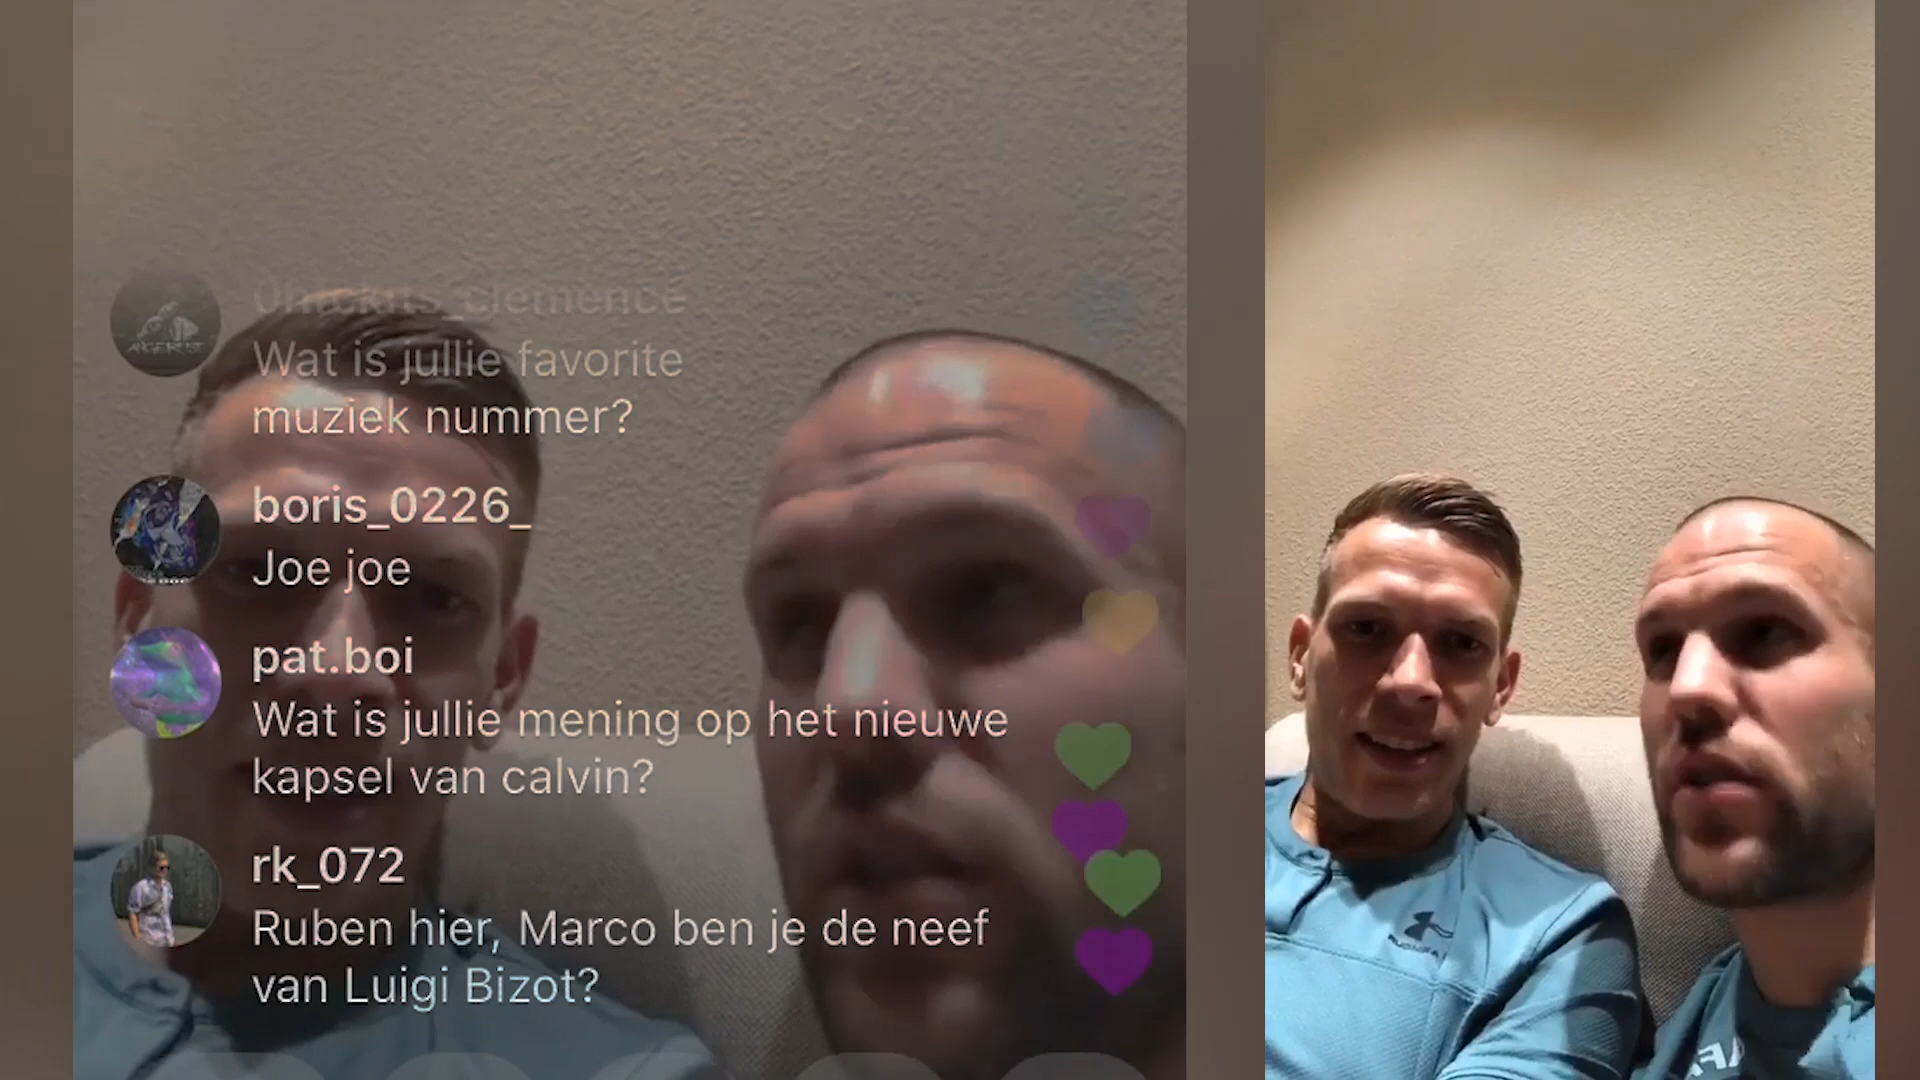 Wat is jullie favorite
muziek nummer?
boris_0226_
Joe joe
pat.boi
Wat is jullie mening op het nieuwe
kapsel van calvin?
rk_072
Ruben hier, Marco ben je de neef
van Luigi Bizot?